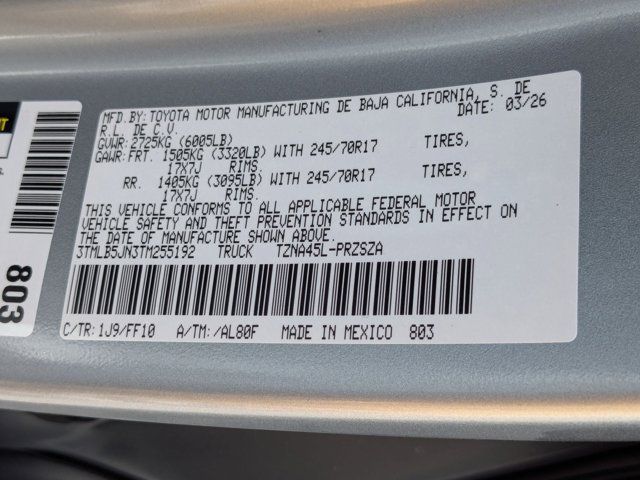 MFD.BY: TOYOTA MOTOR MANUFACTURING DE BAJA CALIFORNIA, S. DE
R.L. DE C.V. DATE: 03/26
GVWR: 2725KG (6005LB)
GAWR: FRT. 1505KG (3320LB) WITH 245/70R17 TIRES,
17X7J RIMS.
RR. 1405KG (3095LB) WITH 245/70R17 TIRES,
17X7J RIMS.
THIS VEHICLE CONFORMS TO ALL APPLICABLE FEDERAL MOTOR
VEHICLE SAFETY AND THEFT PREVENTION STANDARDS IN EFFECT ON
THE DATE OF MANUFACTURE SHOWN ABOVE.
3TMLB5JN3TM255192 TRUCK TZNA45L-PRZSZA
C/TR: 1J9/FF10 A/TM: /AL80F MADE IN MEXICO 803
803